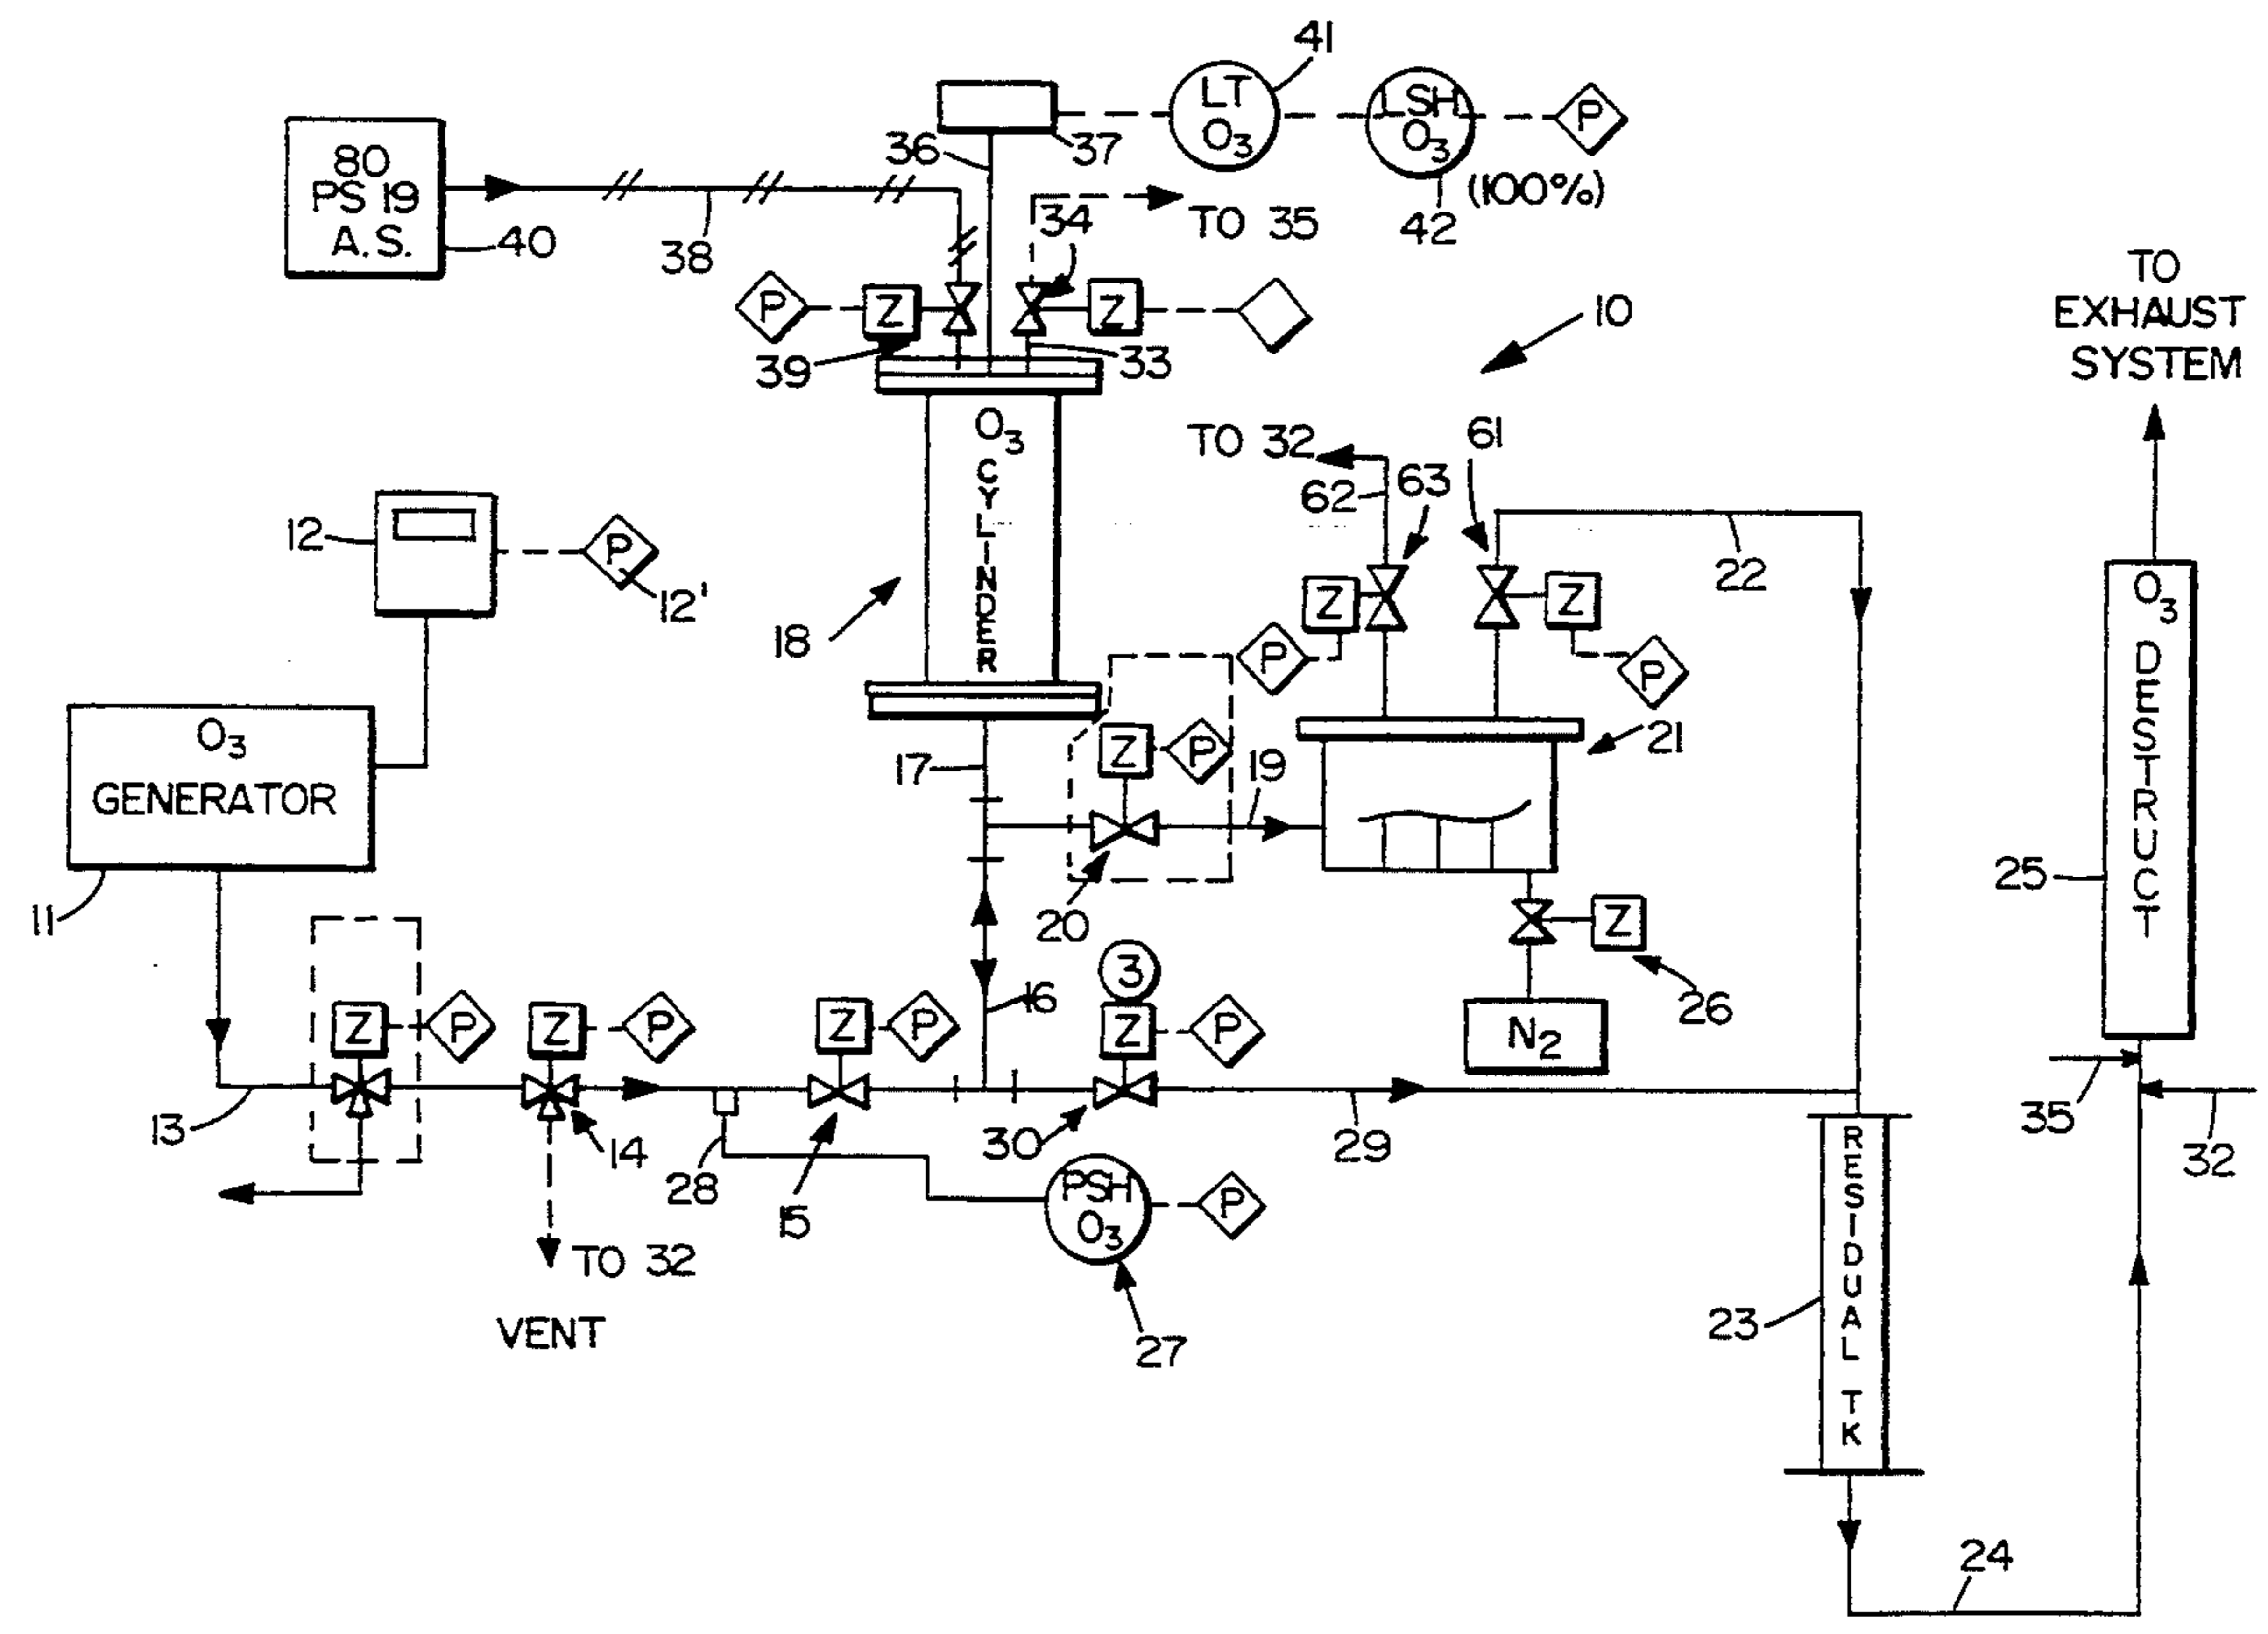 41
LT
O3
LSH
O3
P
(100%)
42
36
37
80
PS 19
A.S.
40
38
34
TO 35
P
Z
Z
39
33
10
TO
EXHAUST
SYSTEM
O3
CYLINDER
18
TO 32
62
63
61
22
12
P
12'
Z
Z
P
P
21
O3
DESTRUCT
25
O3
GENERATOR
11
17
Z
P
19
20
Z
26
N2
16
3
Z
P
Z
P
Z
P
Z
P
13
14
28
15
30
29
35
32
PSH
O3
P
27
TO 32
VENT
RESIDUAL TK
23
24